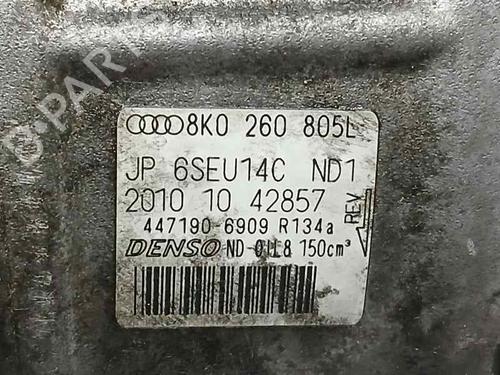 B-PARTS
8K0 260 805L
JP 6SEU14C ND1
2010 10 42857
447190-6909 R134a
REV
DENSO ND-OIL8 150cm³